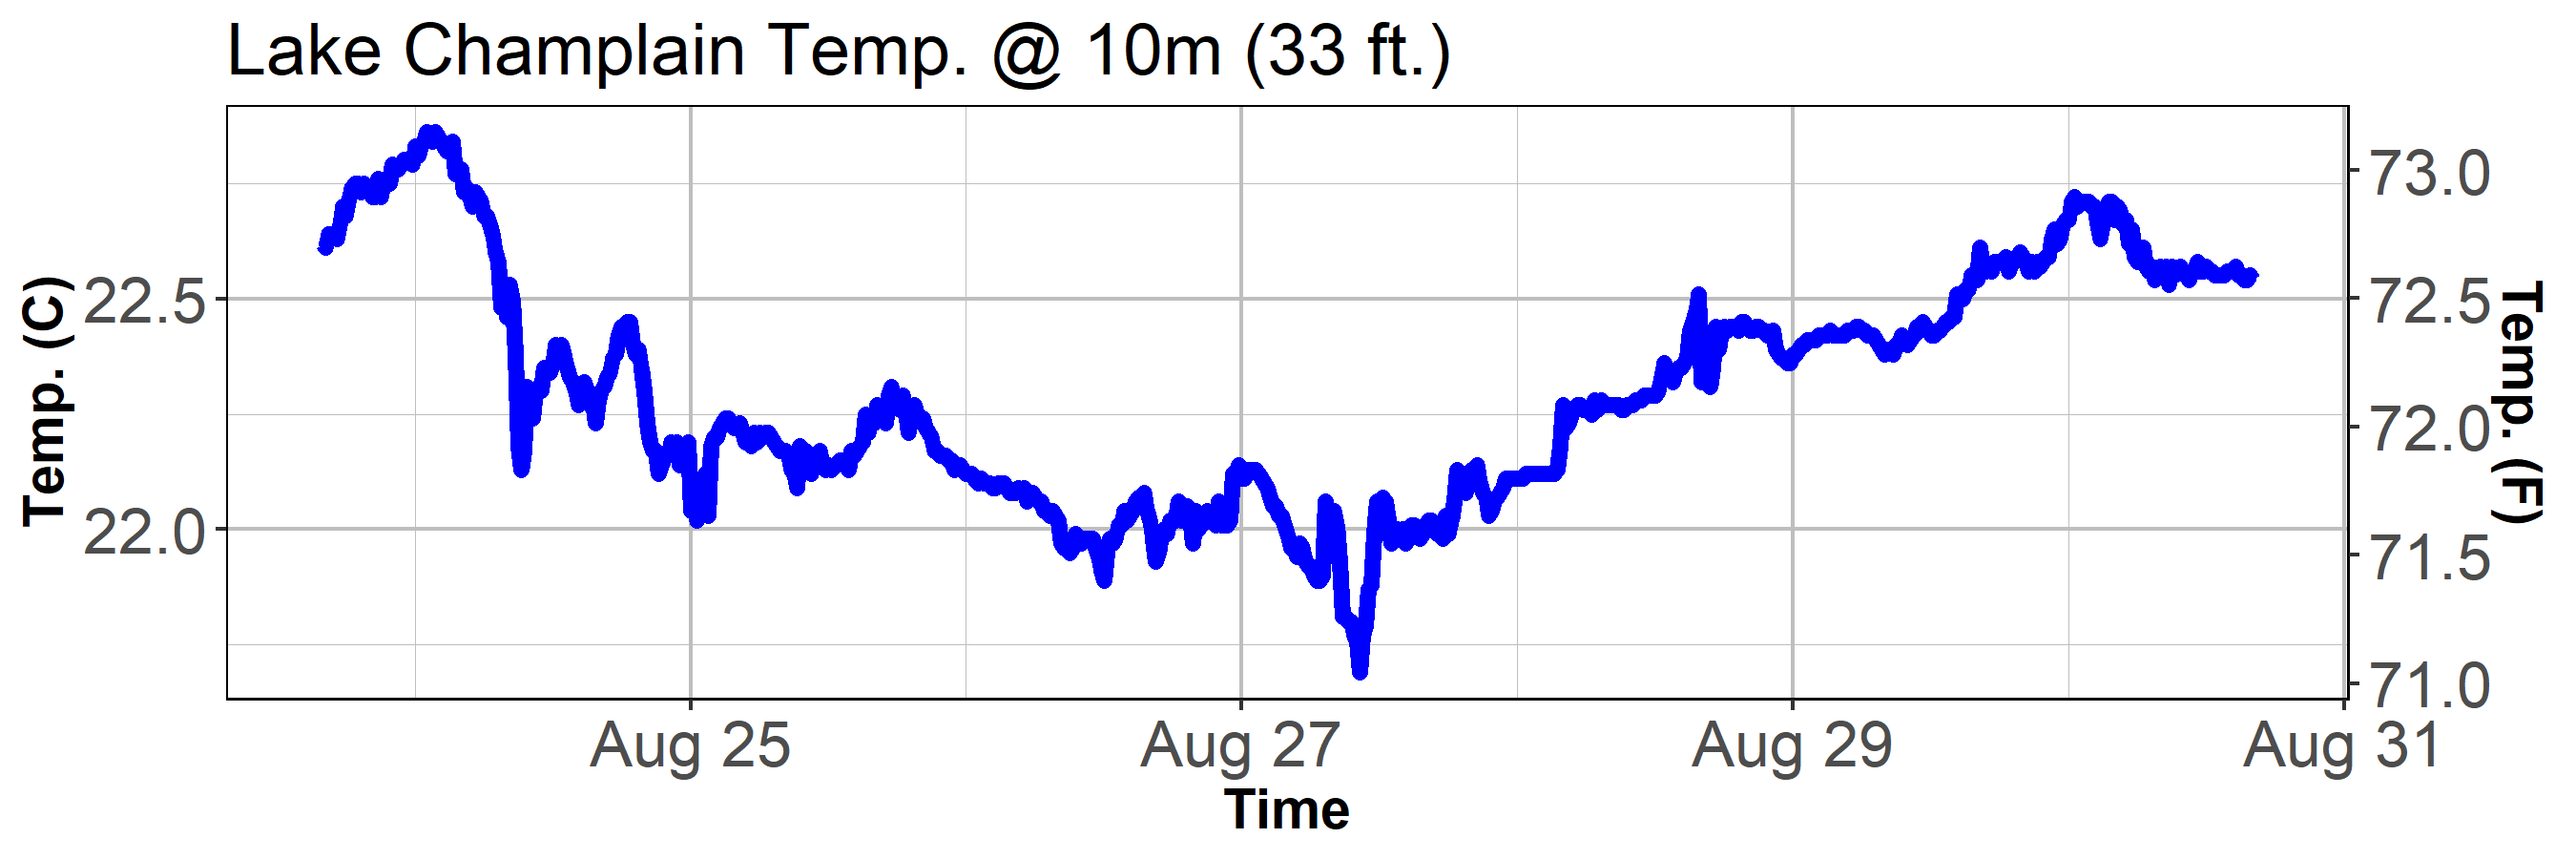 Lake Champlain Temp. @ 10m (33 ft.)
Temp. (C)
22.5
22.0
73.0
72.5
72.0
71.5
71.0
Temp. (F)
Aug 25
Aug 27
Aug 29
Aug 31
Time